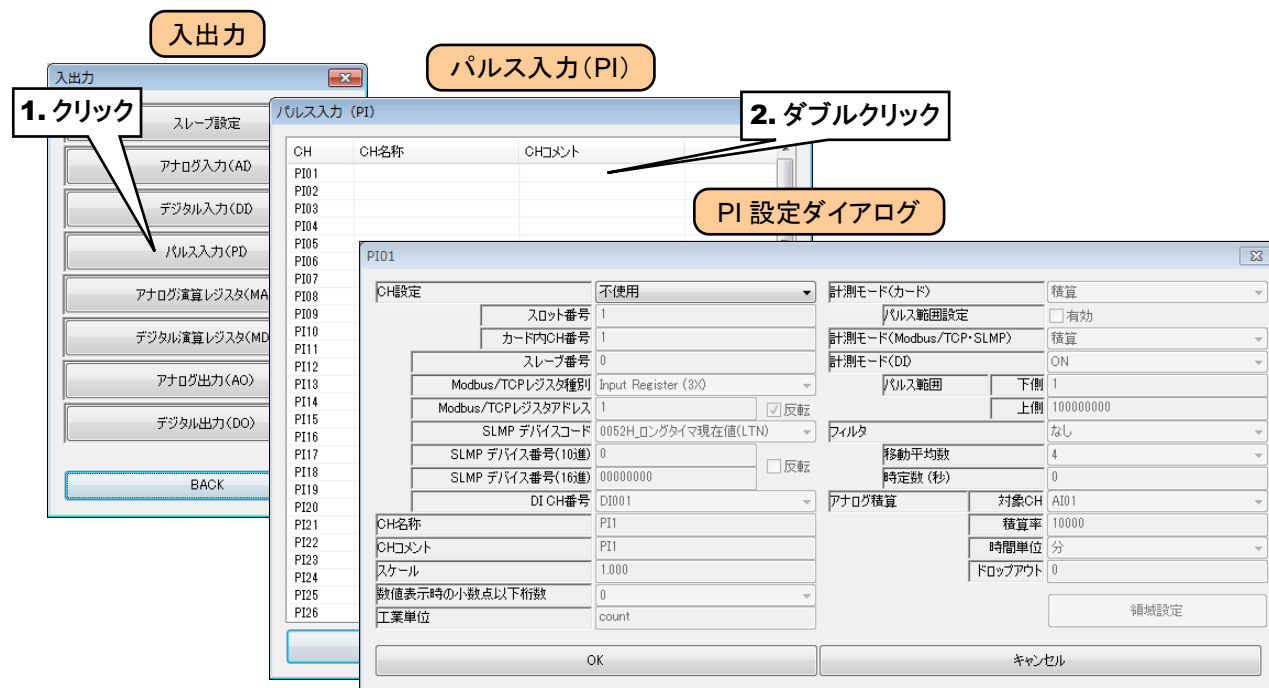 入出力
パルス入力（PI）
入出力
1. クリック
スレーブ設定
アナログ入力(AI)
デジタル入力(DI)
パルス入力(PI)
アナログ演算レジスタ(MA
デジタル演算レジスタ(MD
アナログ出力(AO)
デジタル出力(DO)
BACK
パルス入力 (PI)
2. ダブルクリック
CH CH名称 CHコメント
PI01
PI02
PI03
PI04
PI05
PI06
PI07
PI08
PI09
PI10
PI11
PI12
PI13
PI14
PI15
PI16
PI17
PI18
PI19
PI20
PI21
PI22
PI23
PI24
PI25
PI26
PI 設定ダイアログ
PI01
CH設定 不使用
スロット番号 1
カード内CH番号 1
スレーブ番号 0
Modbus/TCPレジスタ種別 Input Register (3X)
Modbus/TCPレジスタアドレス 1 反転
SLMP デバイスコード 0052H_ロングタイマ現在値(LTN)
SLMP デバイス番号(10進) 0
反転
SLMP デバイス番号(16進) 00000000
DI CH番号 DI001
CH名称 PI1
CHコメント PI1
スケール 1.000
数値表示時の小数点以下桁数 0
工業単位 count
計測モード(カード) 積算
パルス範囲設定 有効
計測モード(Modbus/TCP・SLMP) 積算
計測モード(DI) ON
パルス範囲 下側 1
上側 100000000
フィルタ なし
移動平均数 4
時定数 (秒) 0
アナログ積算 対象CH AI01
積算率 10000
時間単位 分
ドロップアウト 0
領域設定
OK
キャンセル